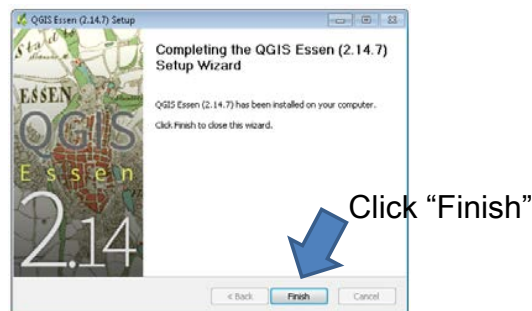 QGIS Essen (2.14.7) Setup
Completing the QGIS Essen (2.14.7)
Setup Wizard
QGIS Essen (2.14.7) has been installed on your computer.
Click Finish to close this wizard.
ESSEN
QGIS
Essen
2.14
Click “Finish”
< Back
Finish
Cancel